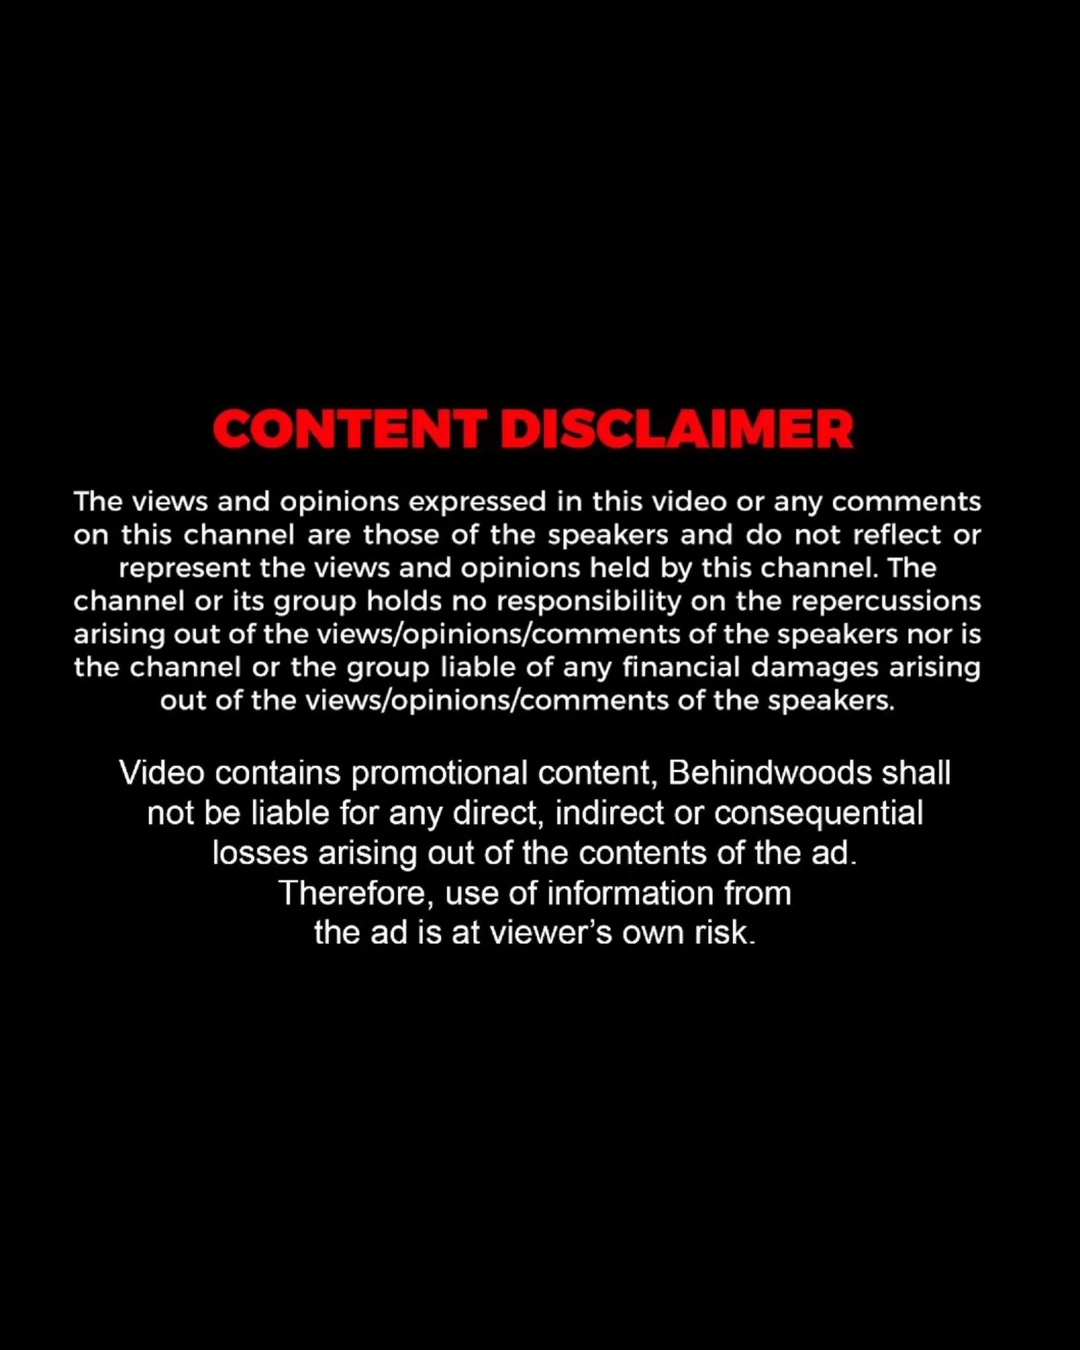 CONTENT DISCLAIMER
The views and opinions expressed in this video or any comments
on this channel are those of the speakers and do not reflect or
represent the views and opinions held by this channel. The
channel or its group holds no responsibility on the repercussions
arising out of the views/opinions/comments of the speakers nor is
the channel or the group liable of any financial damages arising
out of the views/opinions/comments of the speakers.
Video contains promotional content, Behindwoods shall
not be liable for any direct, indirect or consequential
losses arising out of the contents of the ad.
Therefore, use of information from
the ad is at viewer’s own risk.